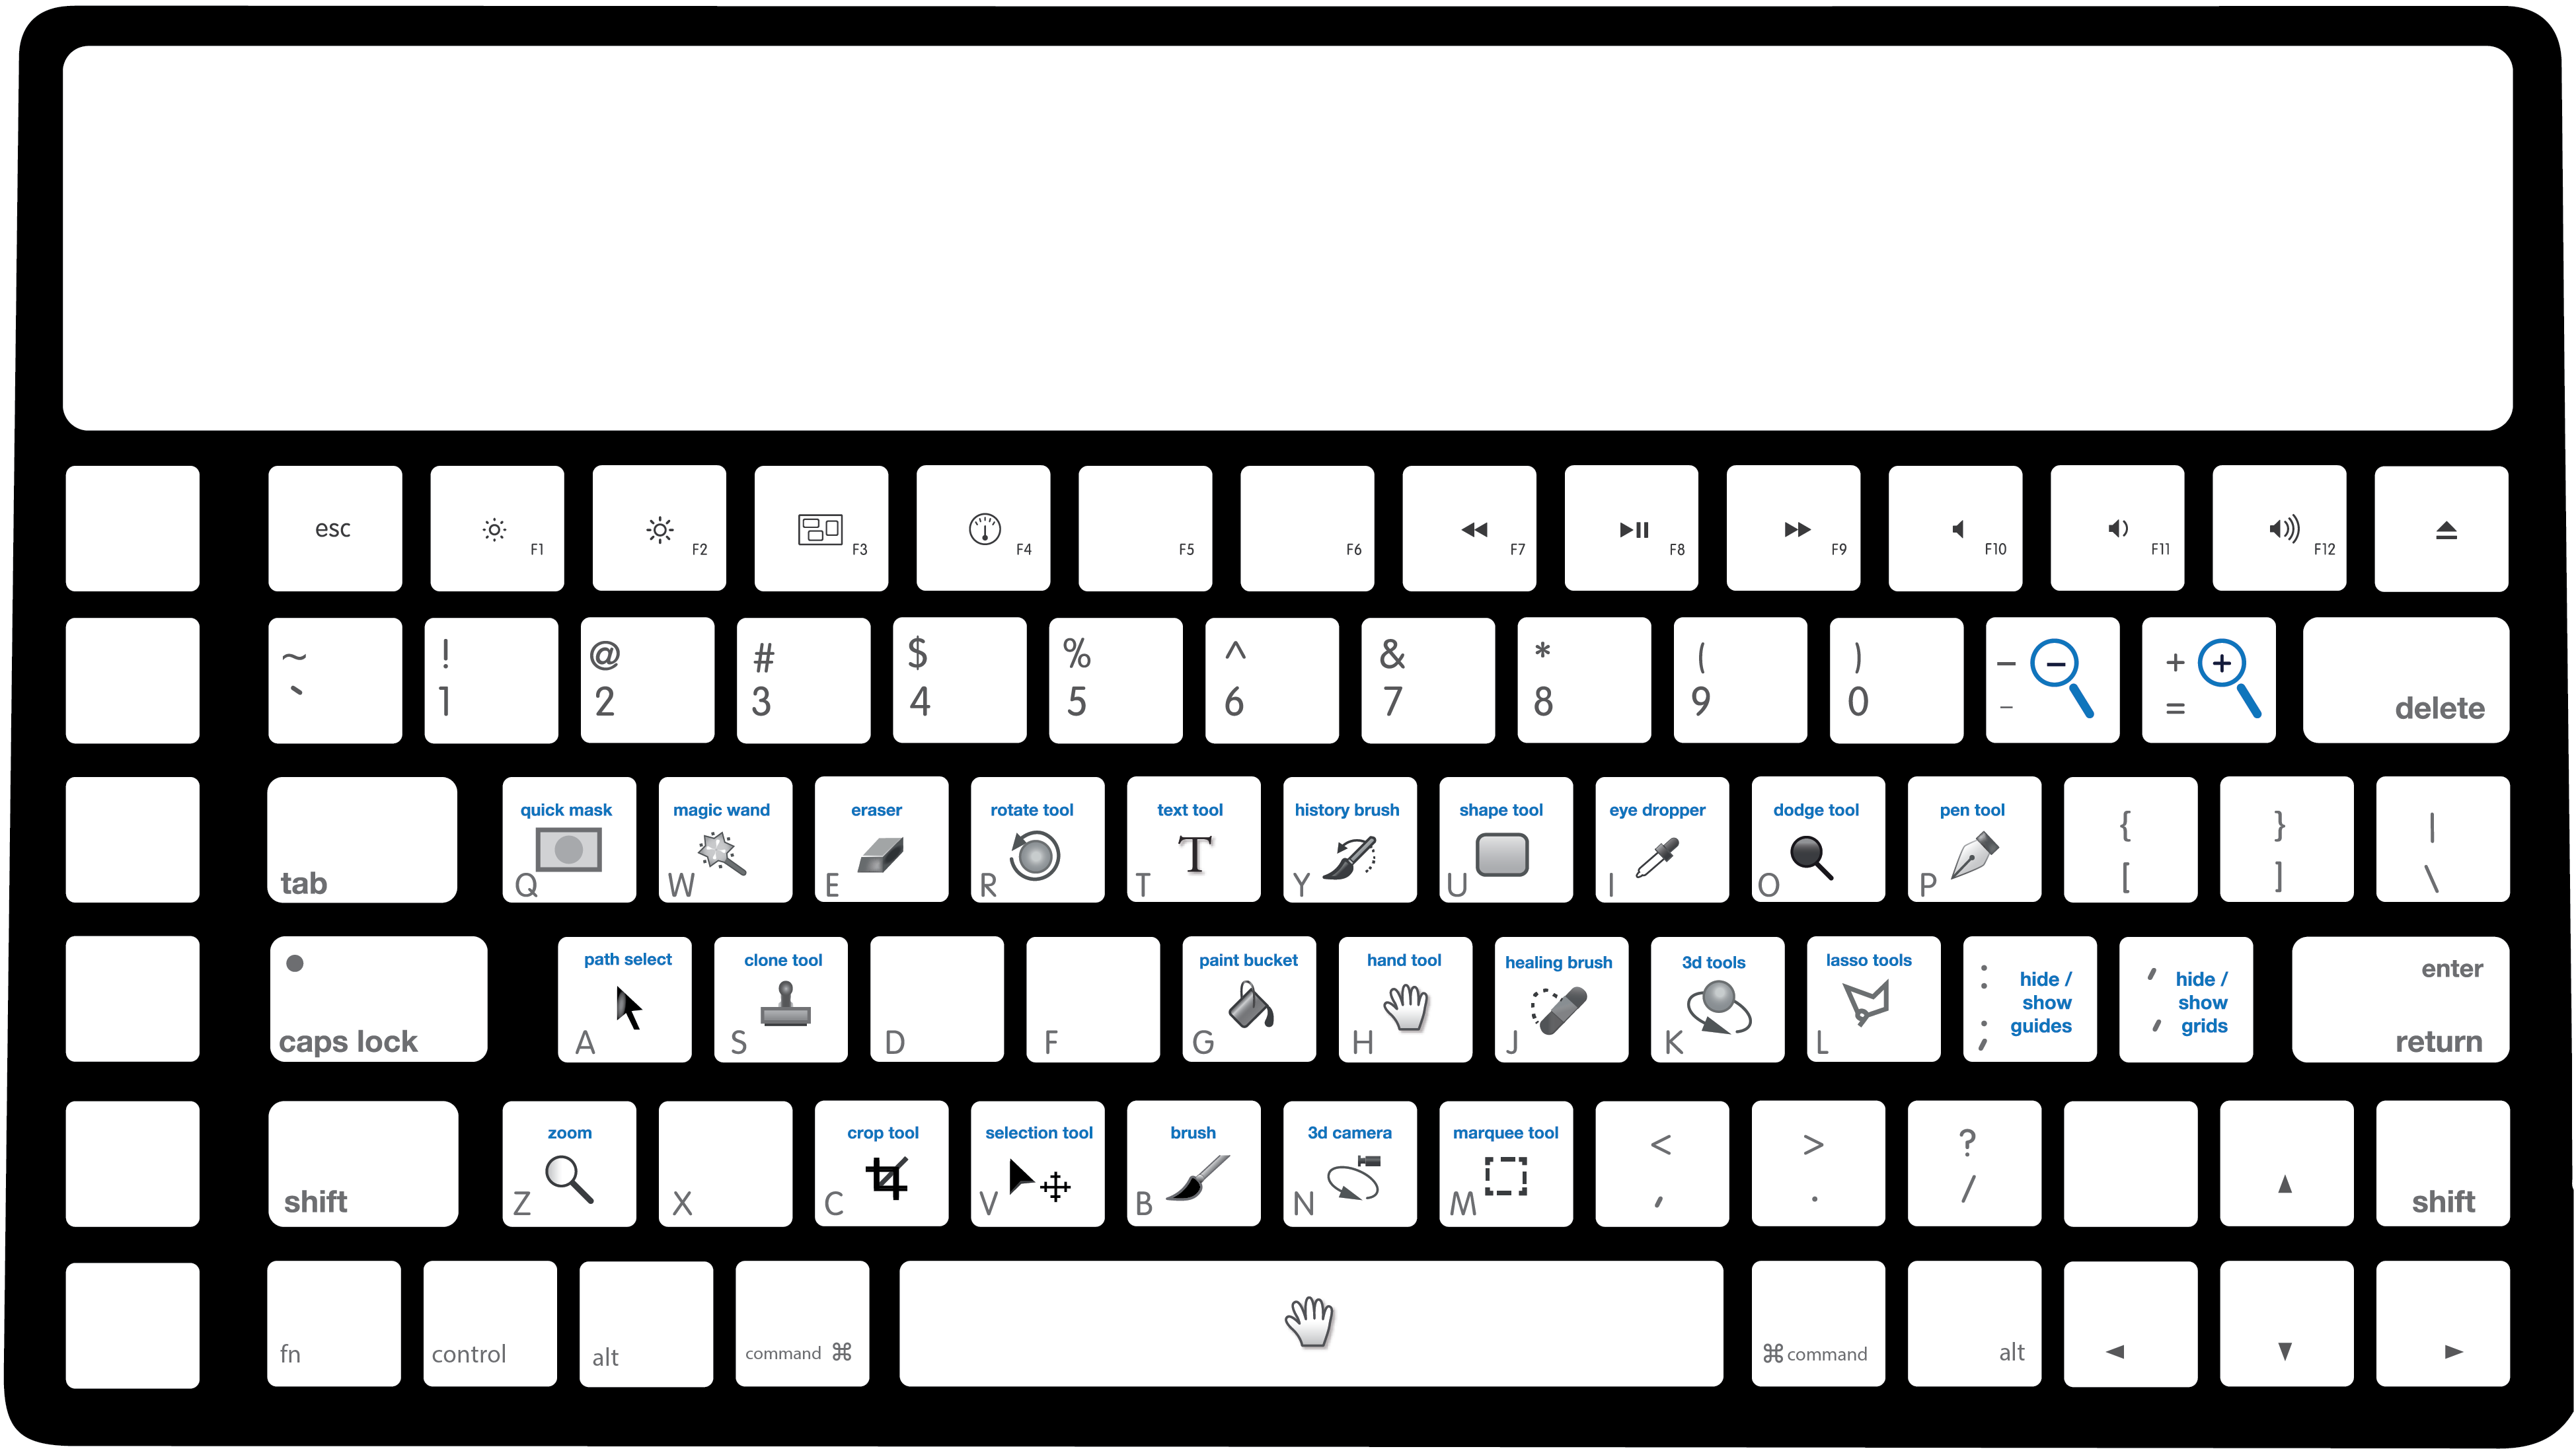 esc
F1
F2
F3
F4
F5
F6
F7
F8
F9
F10
F11
F12
~
`
!
1
@
2
#
3
$
4
%
5
^
6
&
7
*
8
(
9
)
0
– −
-
+ +
=
delete
tab
quick mask
Q
magic wand
W
eraser
E
rotate tool
R
text tool
T
T
history brush
Y
shape tool
U
eye dropper
I
dodge tool
O
pen tool
P
{
[
}
]
|
\
caps lock
path select
A
clone tool
S
D
F
paint bucket
G
hand tool
H
healing brush
J
3d tools
K
lasso tools
L
:
;
hide /
show
guides
'
,
hide /
show
grids
enter
return
shift
zoom
Z
X
crop tool
C
selection tool
V
brush
B
3d camera
N
marquee tool
M
<
,
>
.
?
/
shift
fn
control
alt
command ⌘
⌘ command
alt